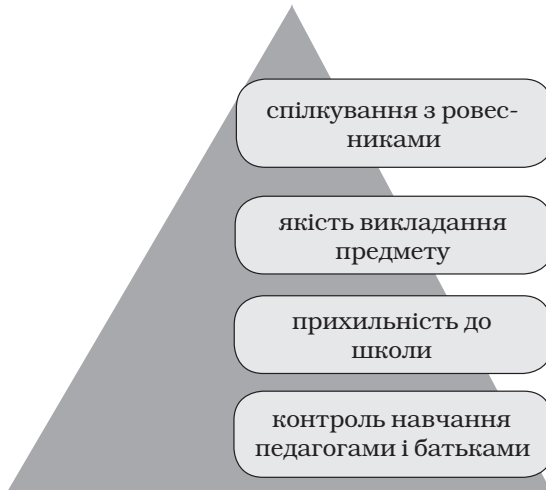 спілкування з ровес-
никами
якість викладання
предмету
прихильність до
школи
контроль навчання
педагогами і батьками